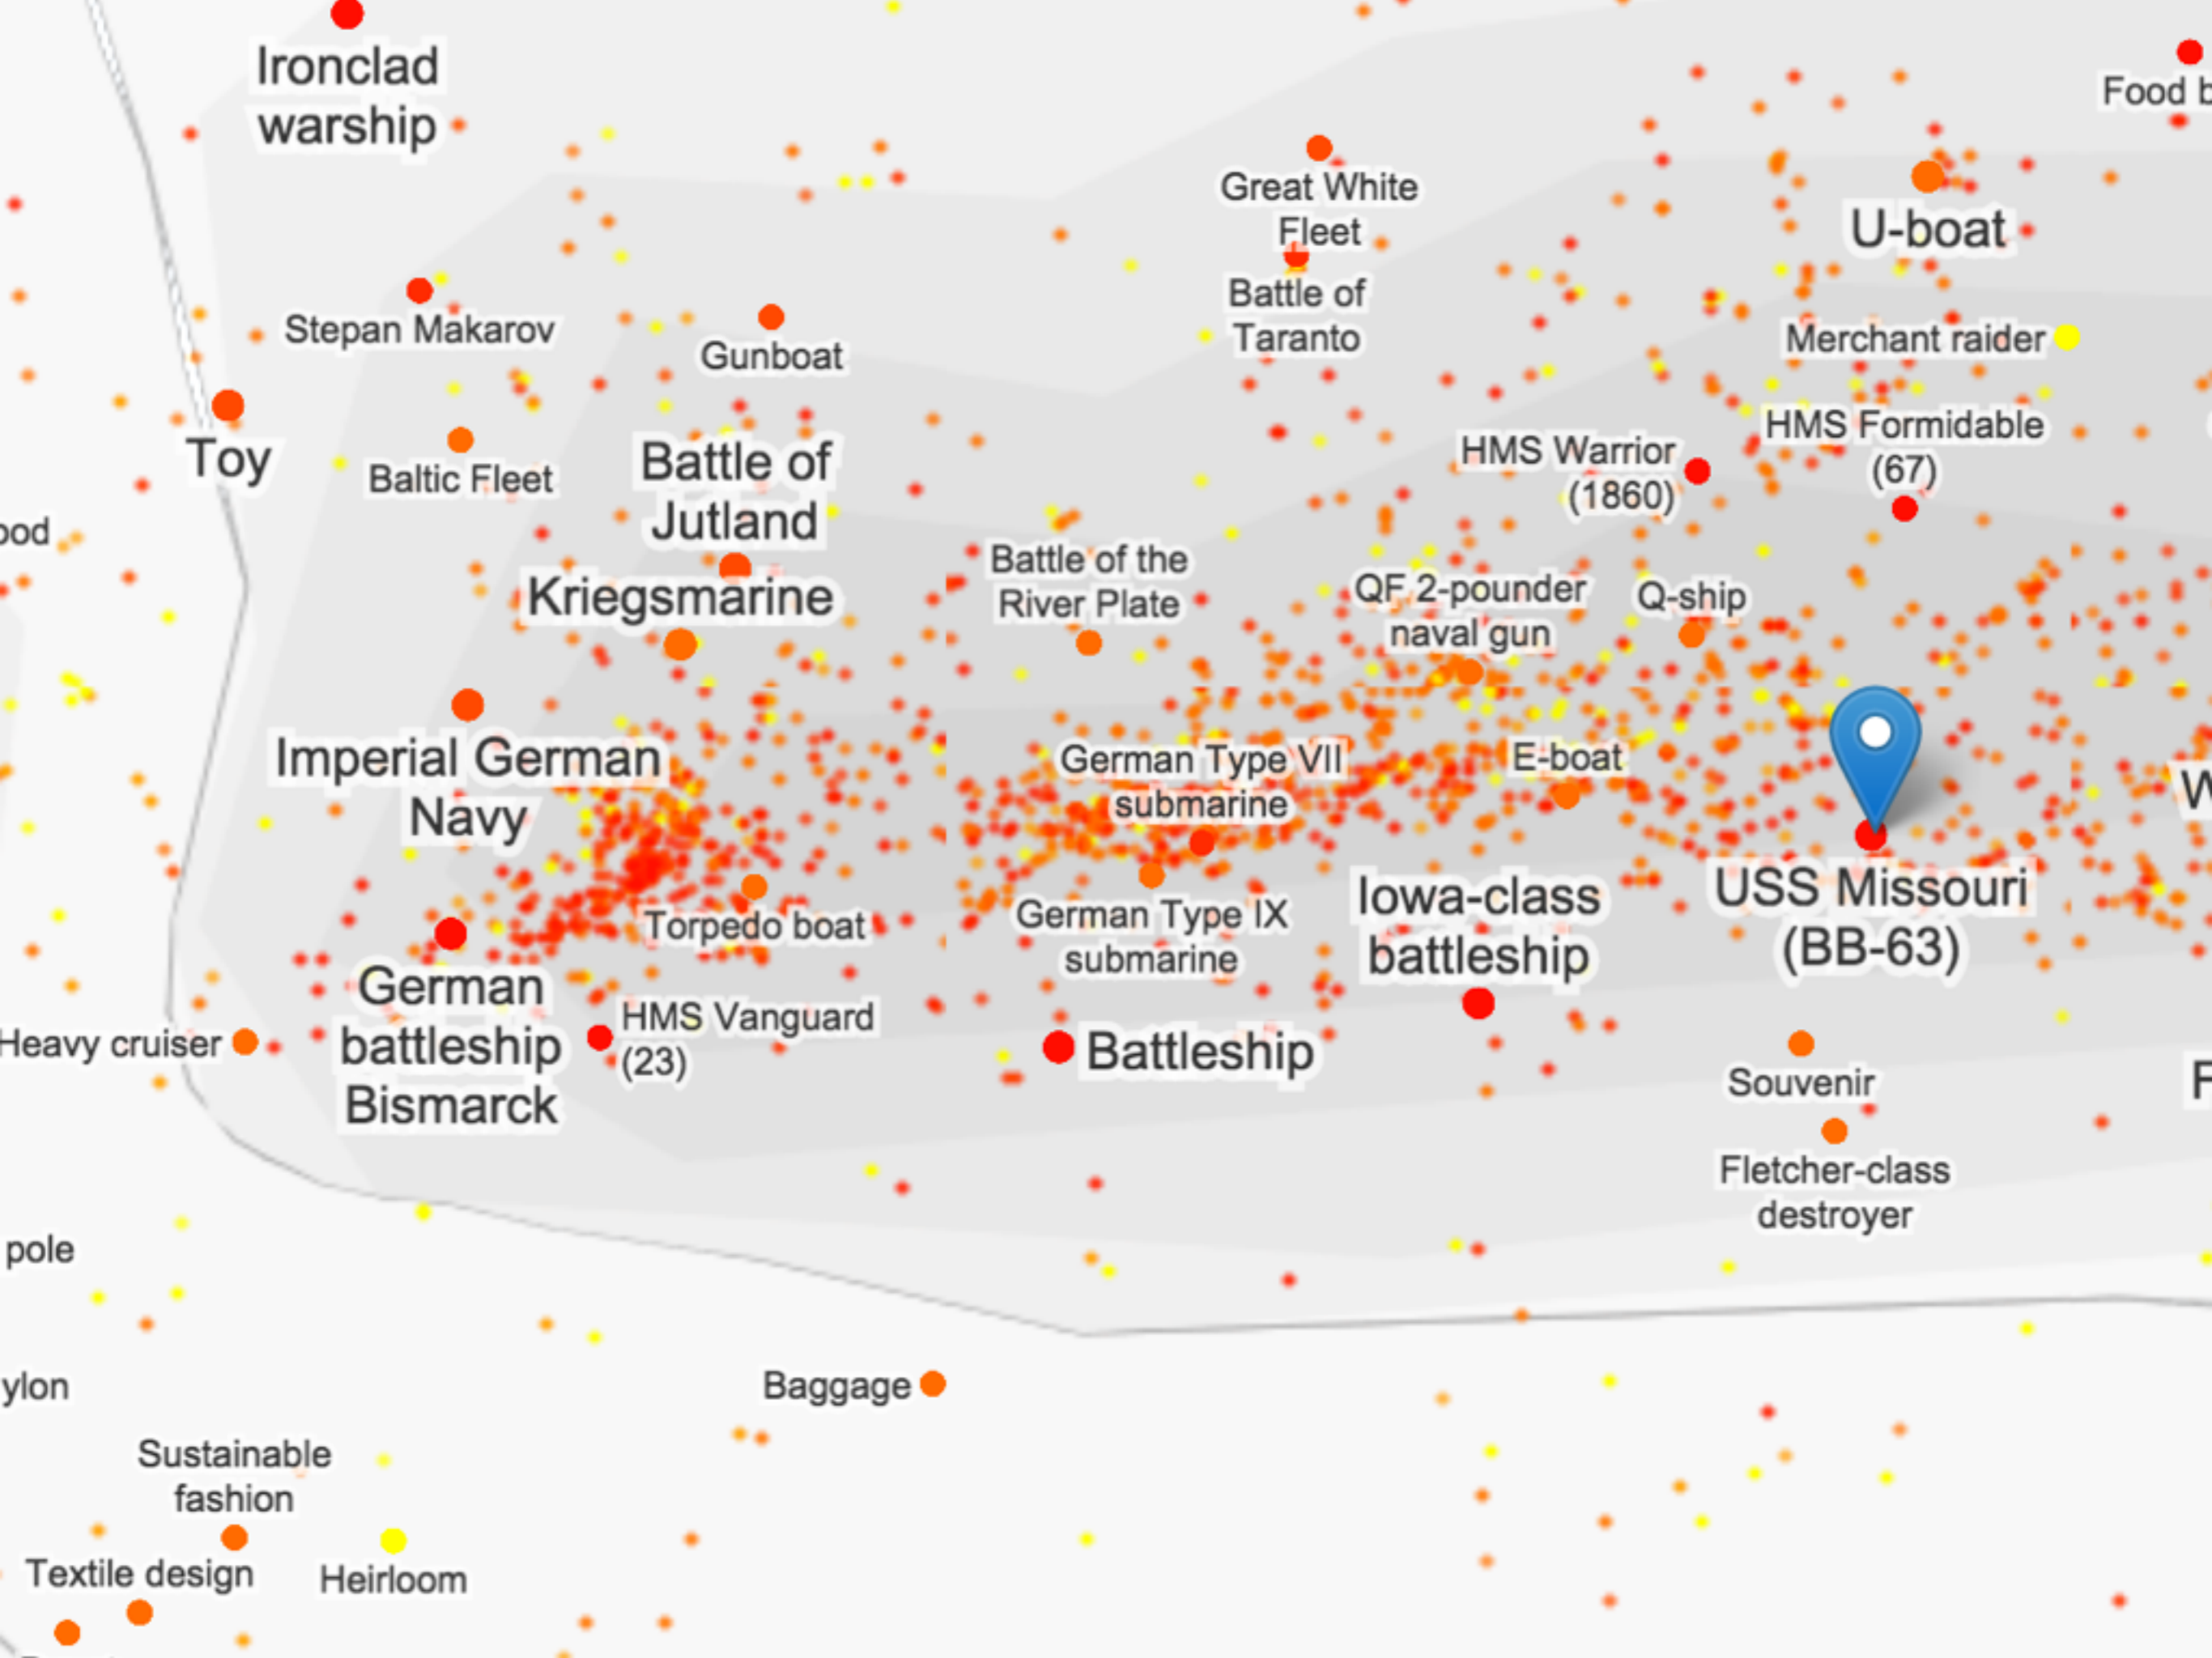 Ironclad
warship
Food b
Great White
Fleet
U-boat
Battle of
Taranto
Stepan Makarov
Gunboat
Merchant raider
Toy
Baltic Fleet
Battle of
Jutland
HMS Warrior
(1860)
HMS Formidable
(67)
ood
Kriegsmarine
Battle of the
River Plate
QF 2-pounder
naval gun
Q-ship
Imperial German
Navy
German Type VII
submarine
E-boat
W
Torpedo boat
German Type IX
submarine
Iowa-class
battleship
USS Missouri
(BB-63)
German
battleship
Bismarck
HMS Vanguard
(23)
Heavy cruiser
Battleship
Souvenir
F
Fletcher-class
destroyer
pole
ylon
Baggage
Sustainable
fashion
Textile design
Heirloom